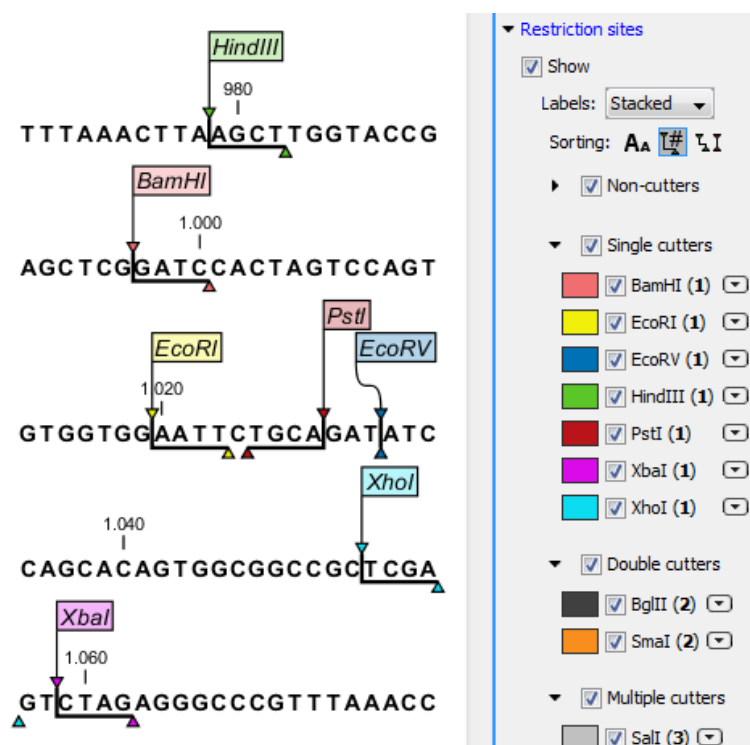 HindIII
980
TTTAAACTTAAGCTTGGTACCG
BamHI
1.000
AGCTCGGATCCACTAGTCCAGT
PstI
EcoRI
EcoRV
1.020
GTGGTGGAATTCTGCAGATATC
XhoI
1.040
CAGCACAGTGGCGGCCGCTCGA
XbaI
1.060
GTCTAGAGGGCCCGTTTAAACC
Restriction sites
Show
Labels: Stacked
Sorting: AA #
Non-cutters
Single cutters
BamHI (1)
EcoRI (1)
EcoRV (1)
HindIII (1)
PstI (1)
XbaI (1)
XhoI (1)
Double cutters
BglII (2)
SmaI (2)
Multiple cutters
SalI (3)